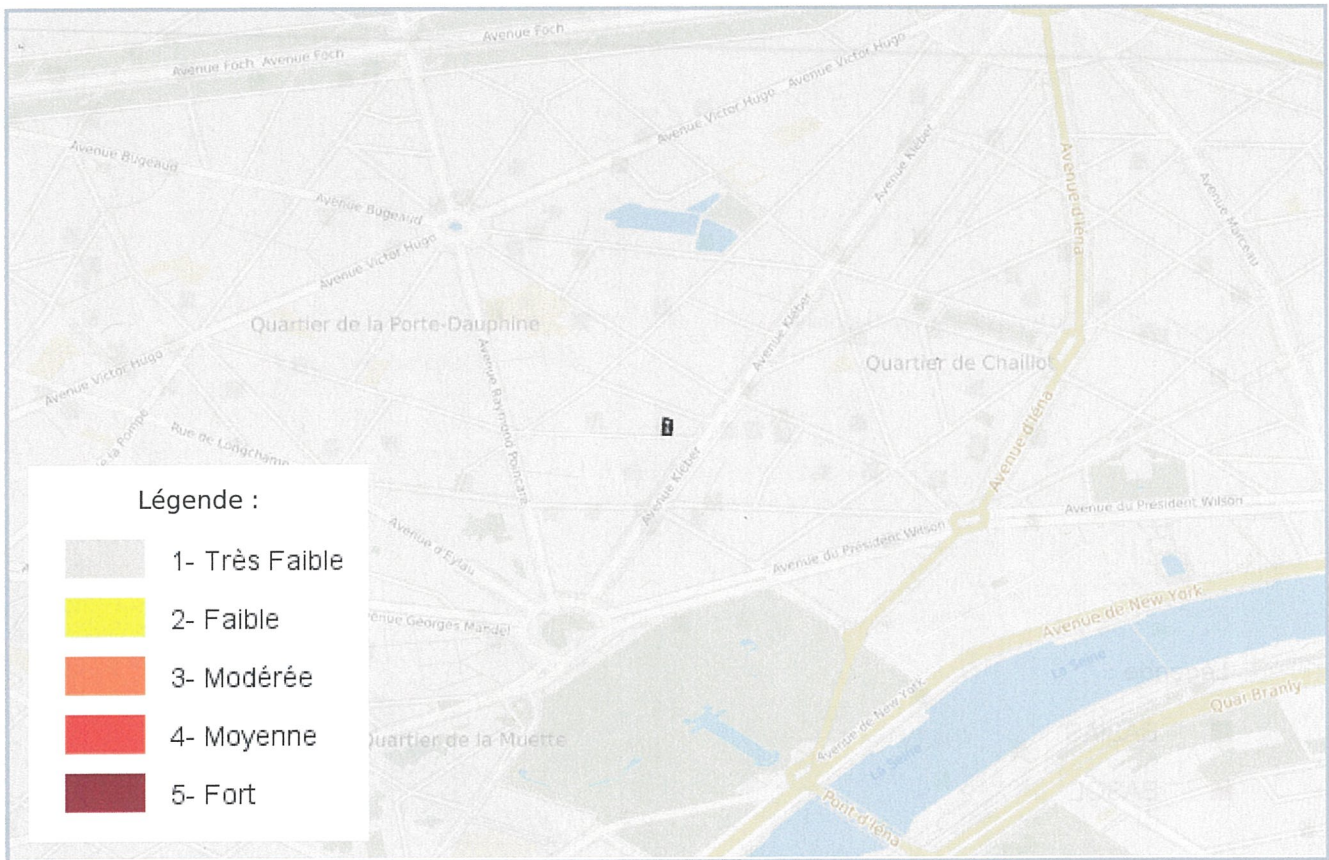 Avenue Foch
Avenue Foch Avenue Foch
Avenue Victor Hugo
Avenue Victor Hugo
Avenue Bugeaud
Avenue Bugeaud
Avenue Kléber
Avenue d'Iéna
Avenue Marceau
Avenue Victor Hugo
Quartier de la Porte-Dauphine
Avenue Kléber
Quartier de Chaillot
Avenue Victor Hugo
Avenue Raymond Poincaré
Rue de Longchamp
de la Pompe
Avenue Kléber
Avenue d'Iéna
Avenue du Président Wilson
Avenue du Président Wilson
Avenue d'Eylau
Avenue Georges Mandel
Avenue de New York
La Seine
Quai Branly
Avenue de New York
La Seine
Quartier de la Muette
Pont d'Iéna
Légende :
1- Très Faible
2- Faible
3- Modérée
4- Moyenne
5- Fort